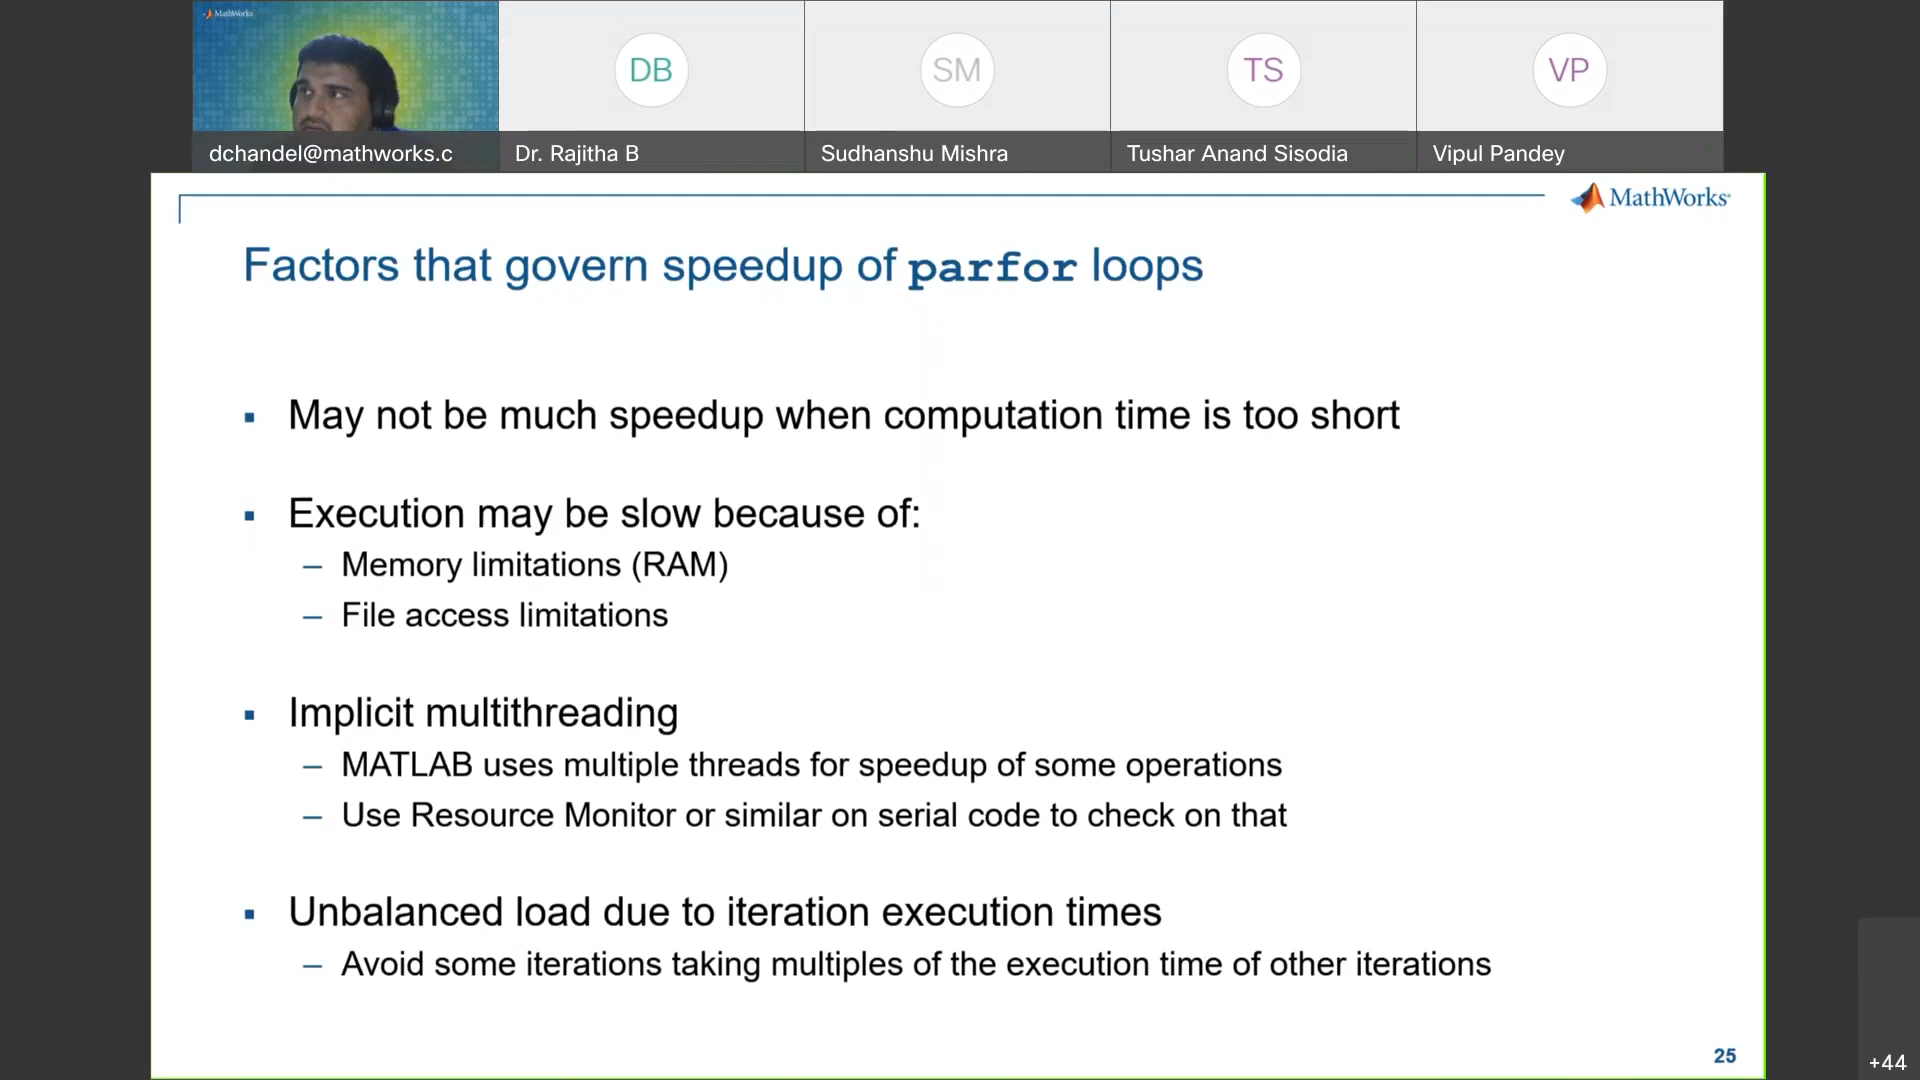 MathWorks
DB
SM
TS
VP
dchandel@mathworks.c
Dr. Rajitha B
Sudhanshu Mishra
Tushar Anand Sisodia
Vipul Pandey
MathWorks
Factors that govern speedup of parfor loops
▪ May not be much speedup when computation time is too short
▪ Execution may be slow because of:
– Memory limitations (RAM)
– File access limitations
▪ Implicit multithreading
– MATLAB uses multiple threads for speedup of some operations
– Use Resource Monitor or similar on serial code to check on that
▪ Unbalanced load due to iteration execution times
– Avoid some iterations taking multiples of the execution time of other iterations
25
+44